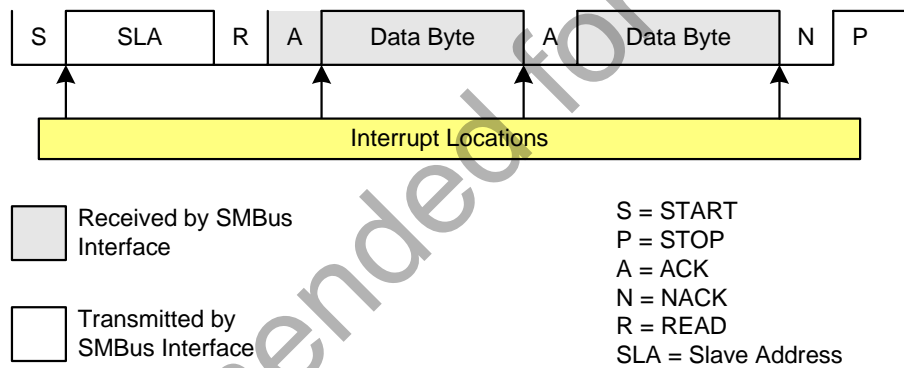 S SLA R A Data Byte A Data Byte N P
Interrupt Locations
Received by SMBus
Interface
Transmitted by
SMBus Interface
S = START
P = STOP
A = ACK
N = NACK
R = READ
SLA = Slave Address